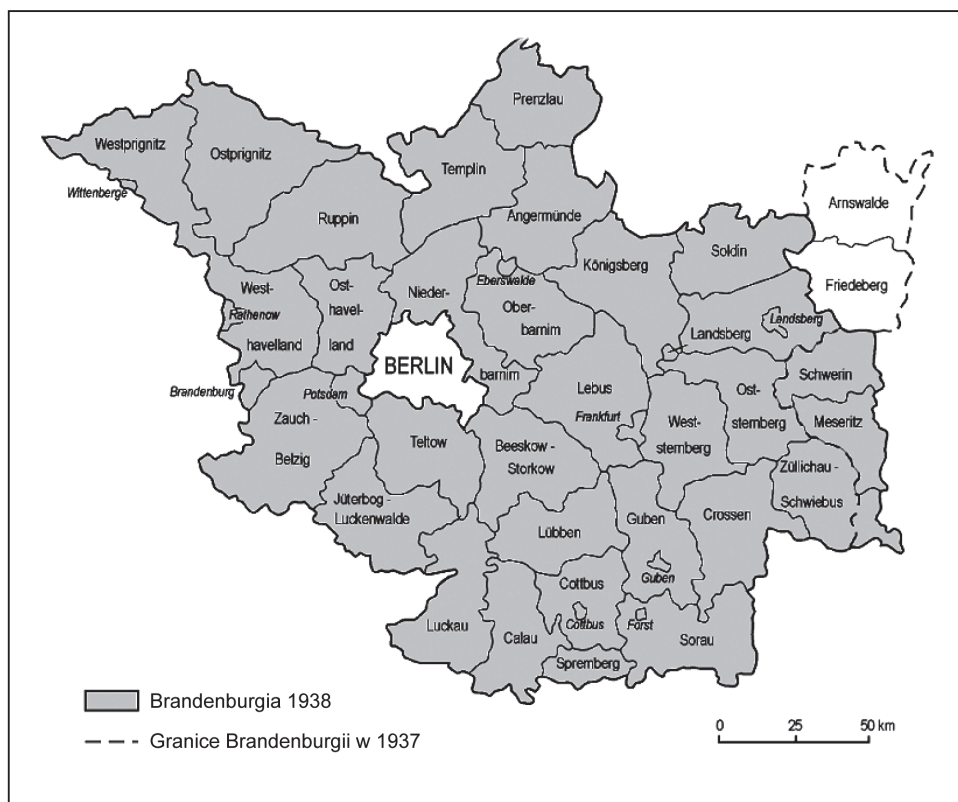 Prenzlau
Westprignitz
Ostprignitz
Templin
Wittenberge
Arnswalde
Ruppin
Angermünde
Soldin
Königsberg
Friedeberg
West-
havelland
Rathenow
Ost-
havel-
land
Nieder-
barnim
Eberswalde
Ober-
barnim
Landsberg
Landsberg
BERLIN
Schwerin
Brandenburg
Potsdam
Lebus
Frankfurt
Ost-
sternberg
West-
sternberg
Meseritz
Zauch -
Belzig
Teltow
Beeskow -
Storkow
Züllichau -
Schwiebus
Jüterbog -
Luckenwalde
Lübben
Guben
Crossen
Guben
Cottbus
Cottbus
Forst
Luckau
Calau
Sorau
Spremberg
Brandenburgia 1938
Granice Brandenburgii w 1937
0 25 50 km